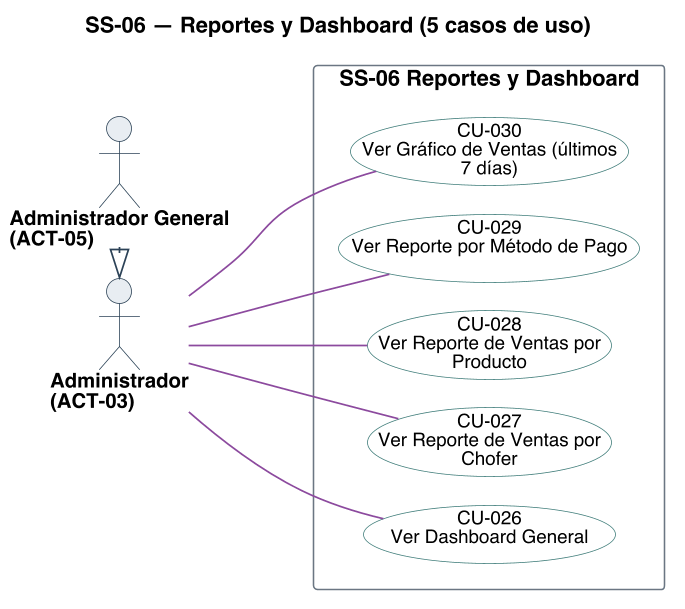 SS-06 — Reportes y Dashboard (5 casos de uso)
SS-06 Reportes y Dashboard
CU-030
Ver Gráfico de Ventas (últimos
7 días)
Administrador General
(ACT-05)
CU-029
Ver Reporte por Método de Pago
CU-028
Ver Reporte de Ventas por
Producto
Administrador
(ACT-03)
CU-027
Ver Reporte de Ventas por
Chofer
CU-026
Ver Dashboard General